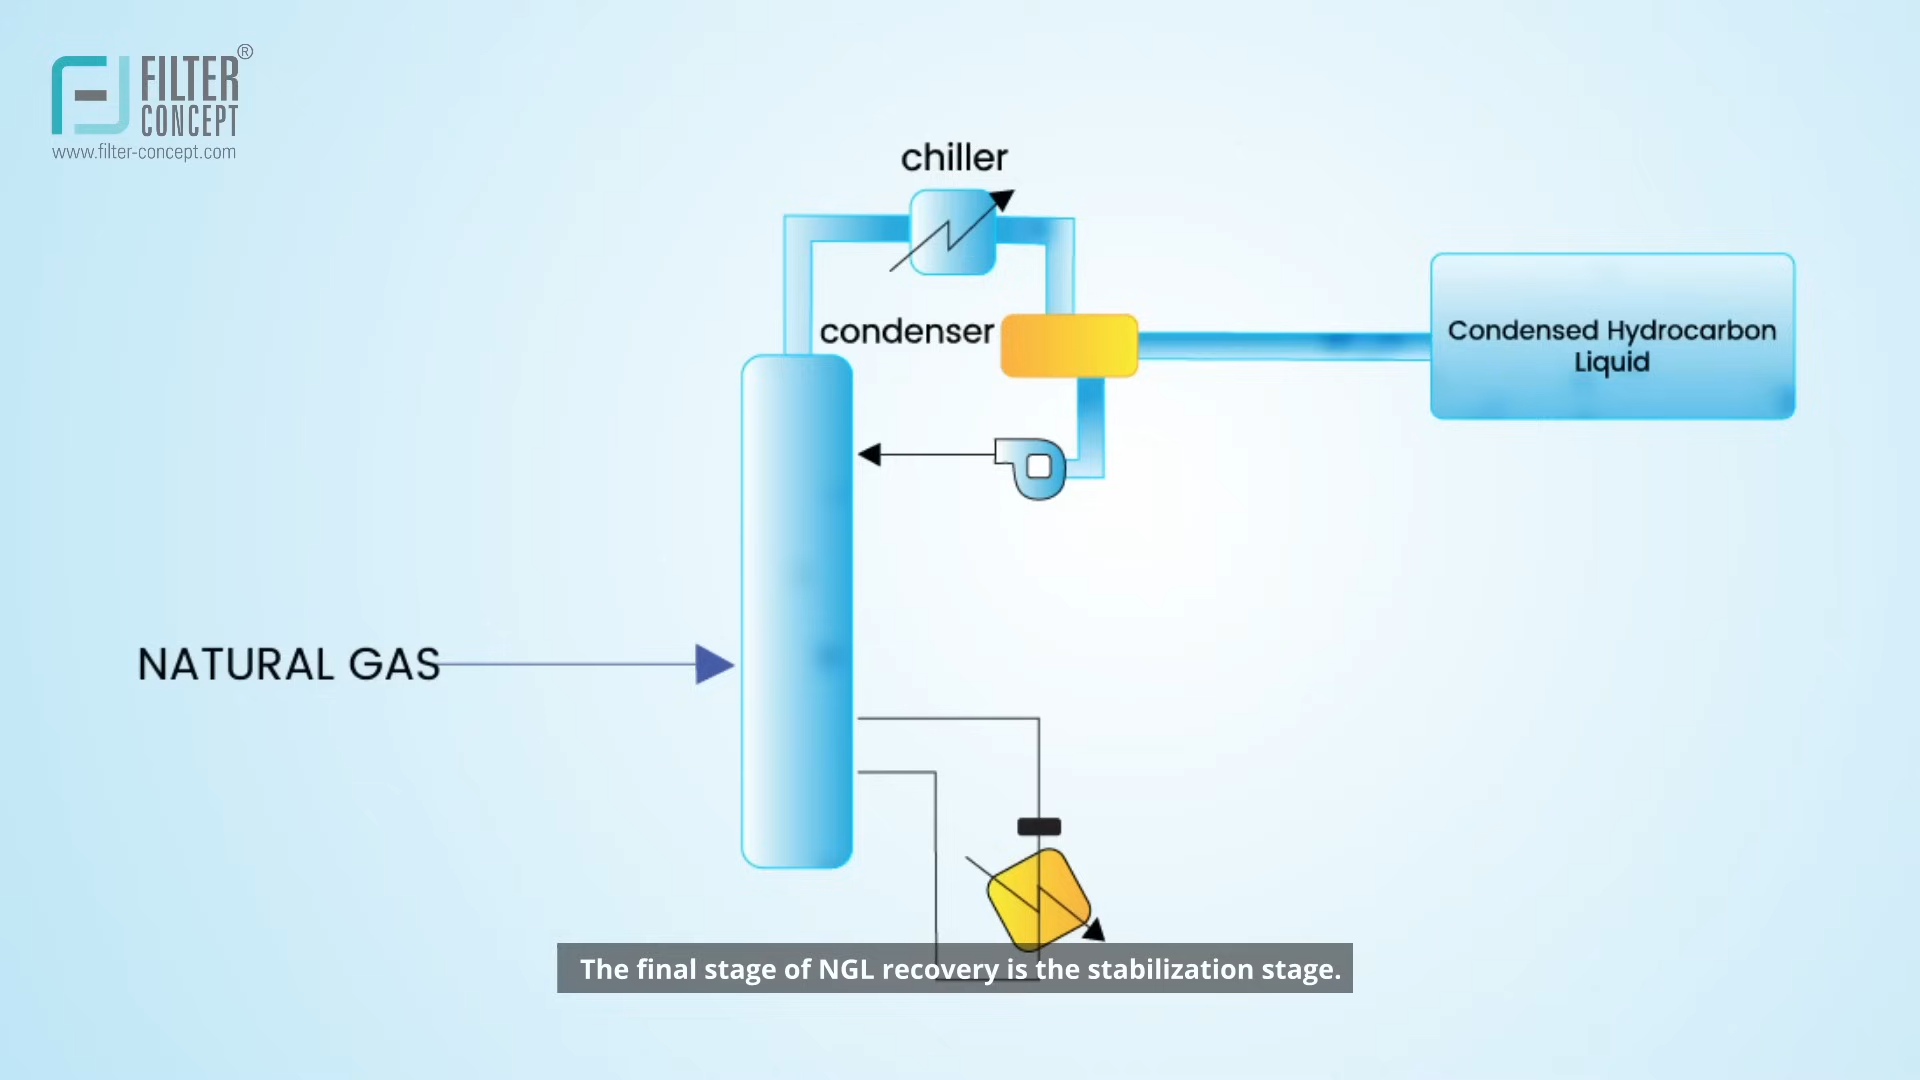 FILTER®
CONCEPT
www.filter-concept.com
chiller
condenser
Condensed Hydrocarbon
Liquid
NATURAL GAS
The final stage of NGL recovery is the stabilization stage.